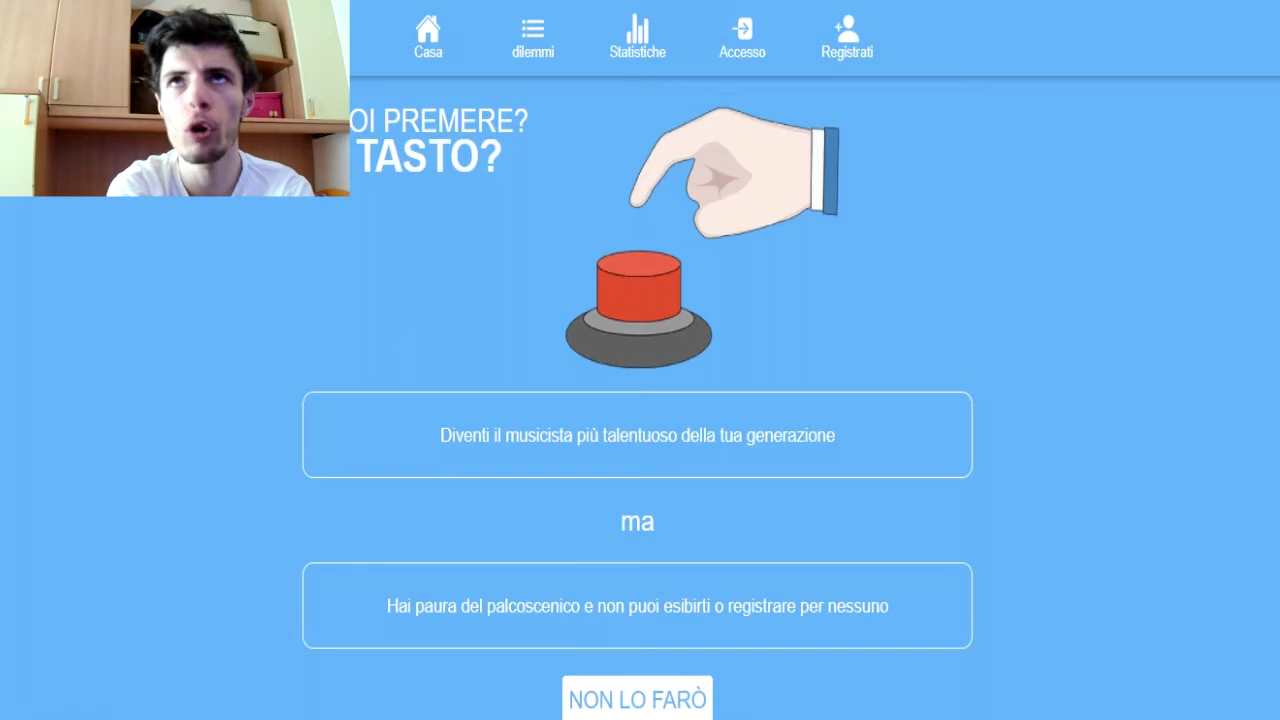 Casa
dilemmi
Statistiche
Accesso
Registrati
OI PREMERE?
TASTO?
Diventi il musicista più talentuoso della tua generazione
ma
Hai paura del palcoscenico e non puoi esibirti o registrare per nessuno
NON LO FARÒ